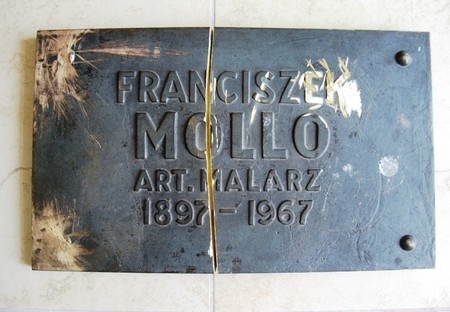 FRANCISZEK
MOLLO
ART. MALARZ
1897 - 1967